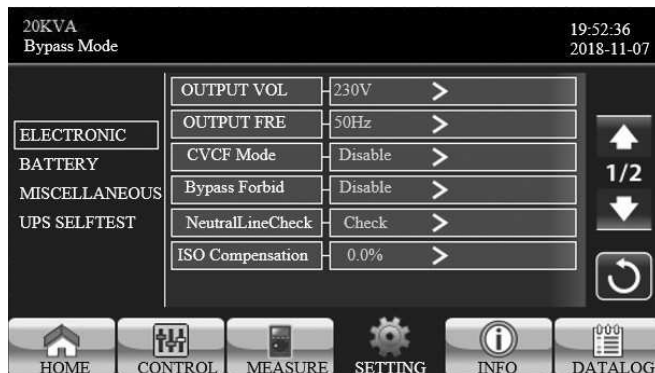 20KVA
Bypass Mode
19:52:36
2018-11-07
ELECTRONIC
BATTERY
MISCELLANEOUS
UPS SELFTEST
OUTPUT VOL 230V >
OUTPUT FRE 50Hz >
CVCF Mode Disable >
Bypass Forbid Disable >
NeutralLineCheck Check >
ISO Compensation 0.0% >
1/2
HOME CONTROL MEASURE SETTING INFO DATALOG